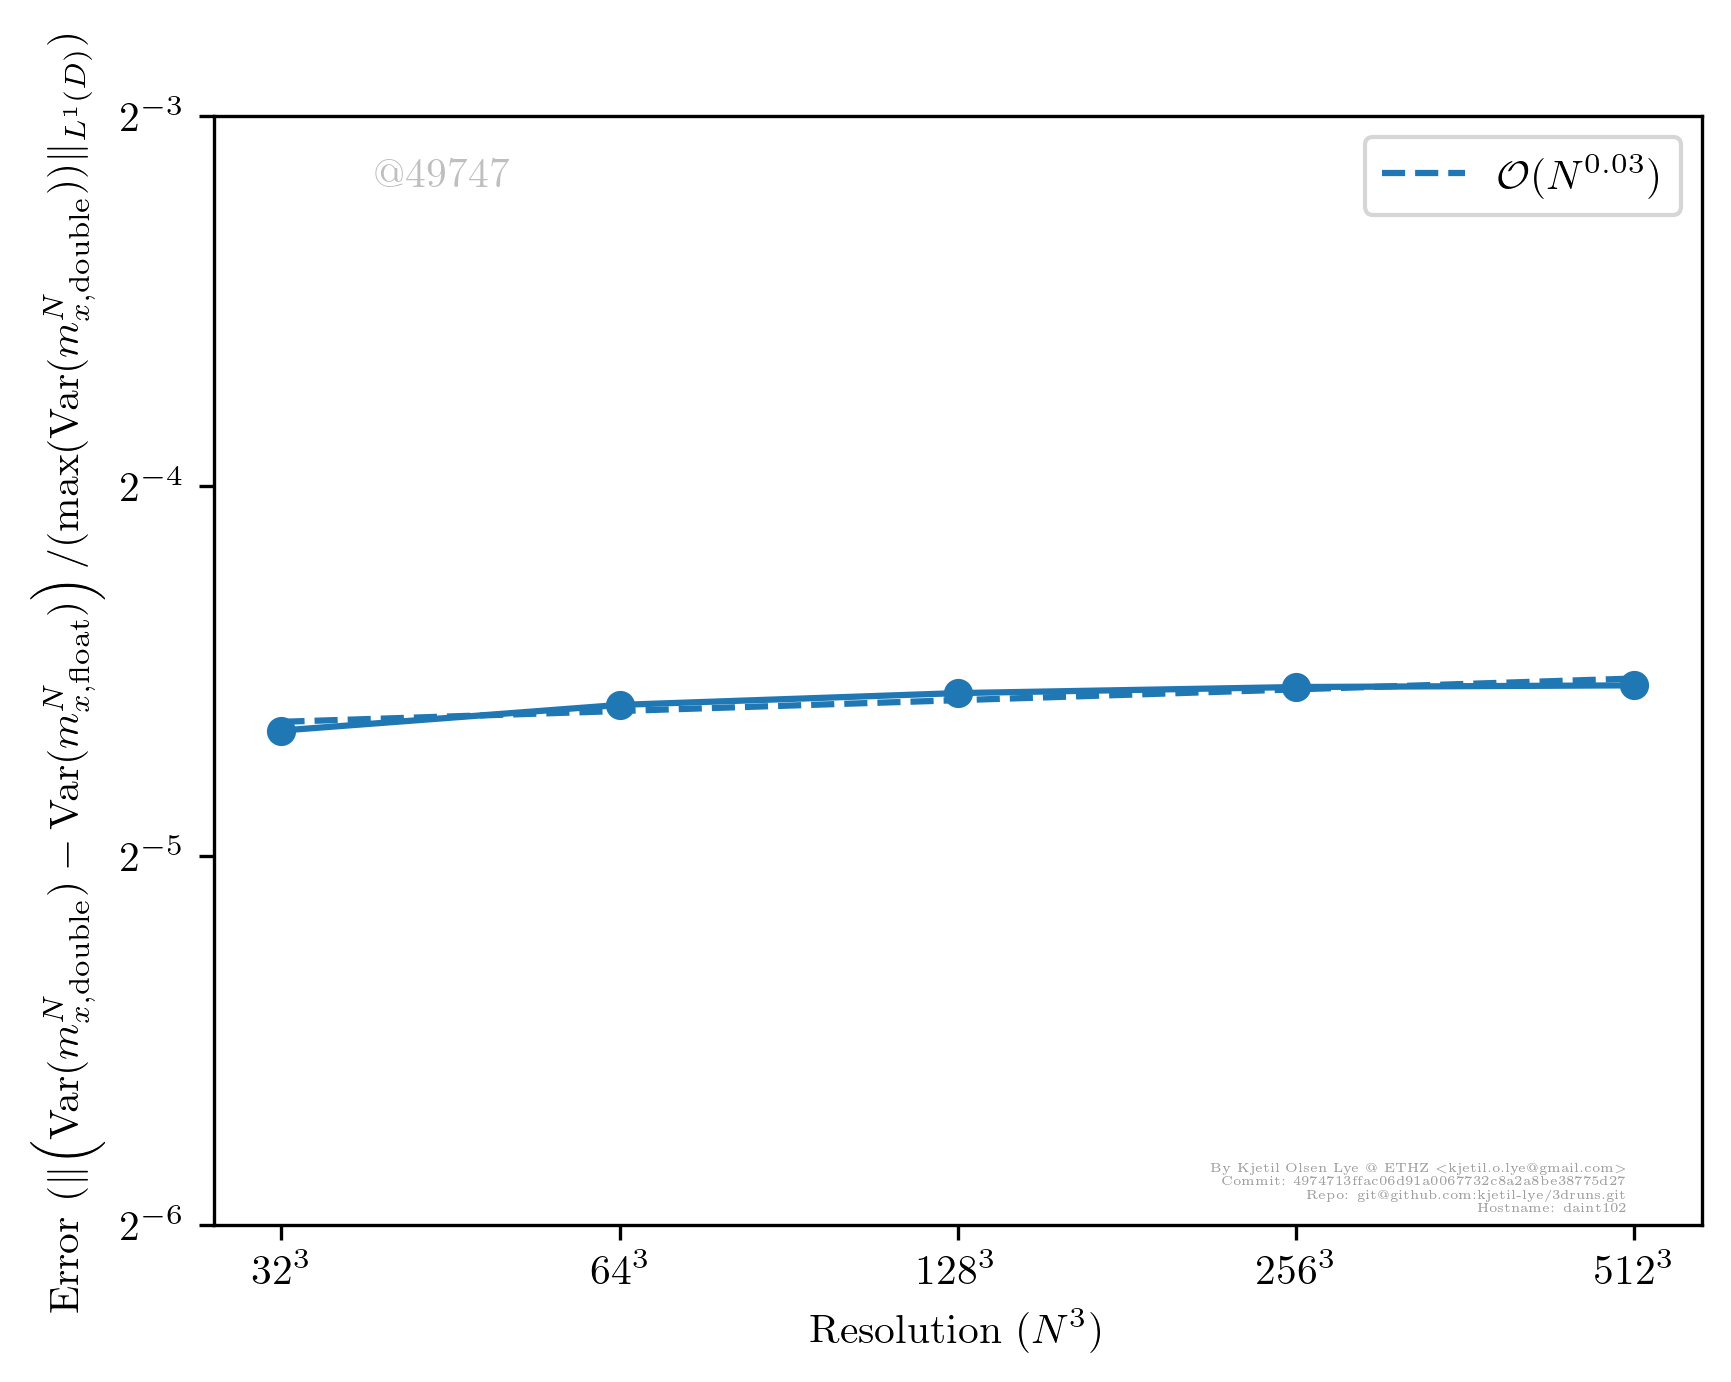 Error (||(Var(m^N_{x,double}) − Var(m^N_{x,float})) /(max(Var(m^N_{x,double}))||_{L^1(D)})
2^{−3}
2^{−4}
2^{−5}
2^{−6}
@49747
𝒪(N^{0.03})
By Kjetil Olsen Lye @ ETHZ <kjetil.o.lye@gmail.com>
Commit: 4974713ffac06d91a0067732c8a2a8be38775d27
Repo: git@github.com:kjetil-lye/3druns.git
Hostname: daint102
32^3 64^3 128^3 256^3 512^3
Resolution (N^3)